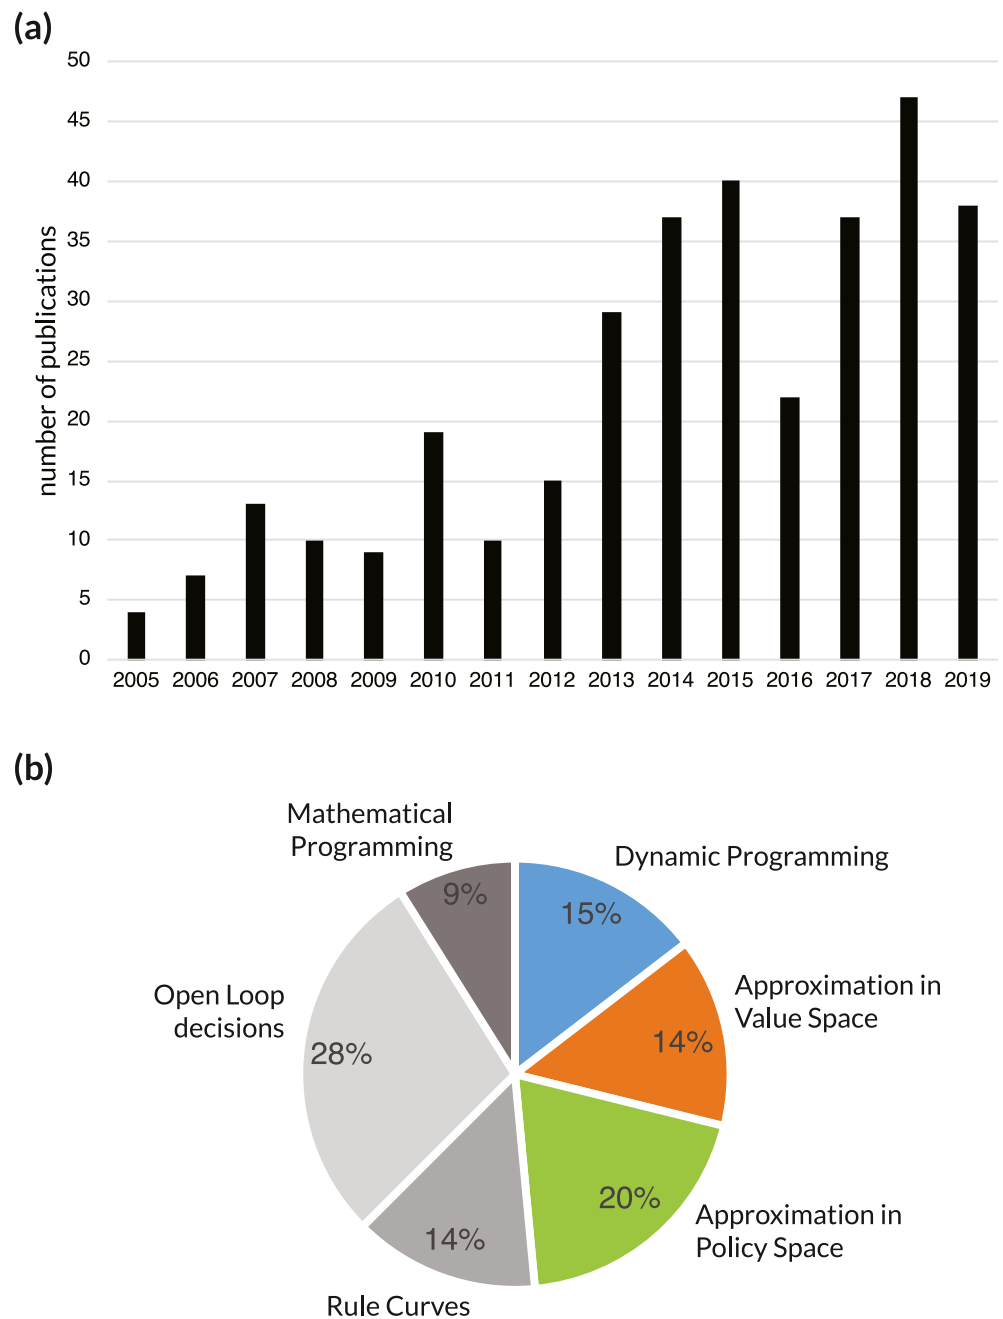 (a)
50
45
40
35
30
25
20
15
10
5
0
number of publications
2005 2006 2007 2008 2009 2010 2011 2012 2013 2014 2015 2016 2017 2018 2019
(b)
Mathematical
Programming
9%
Dynamic Programming
15%
Approximation in
Value Space
14%
Open Loop
decisions
28%
20%
Approximation in
Policy Space
14%
Rule Curves